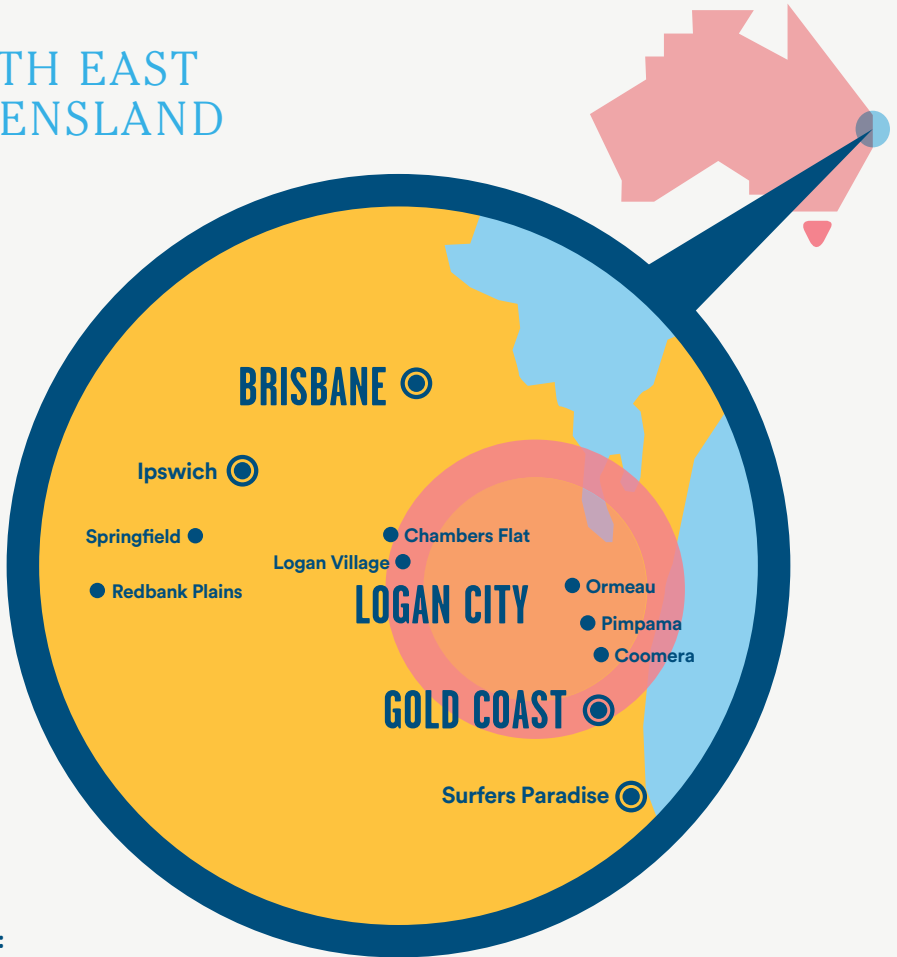 TH EAST
ENSLAND
BRISBANE
Ipswich
Springfield
Chambers Flat
Logan Village
Redbank Plains
LOGAN CITY
Ormeau
Pimpama
Coomera
GOLD COAST
Surfers Paradise
: